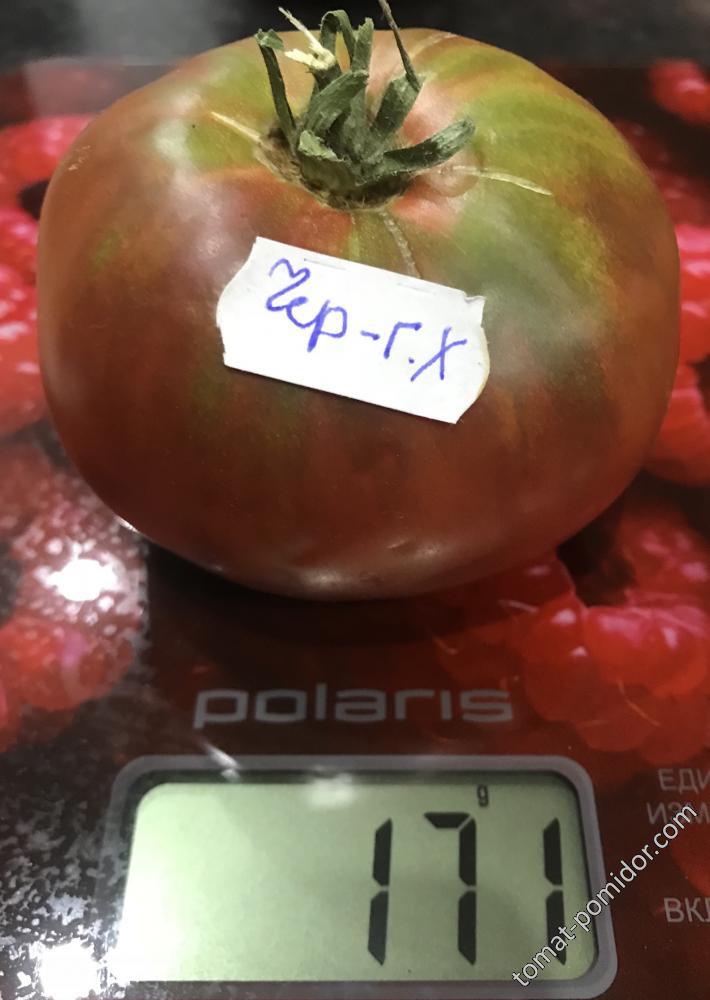 Чер-г.х
polaris
g
171
ЕДИ
ИЗМ
ВКЛ
tomat-pomidor.com